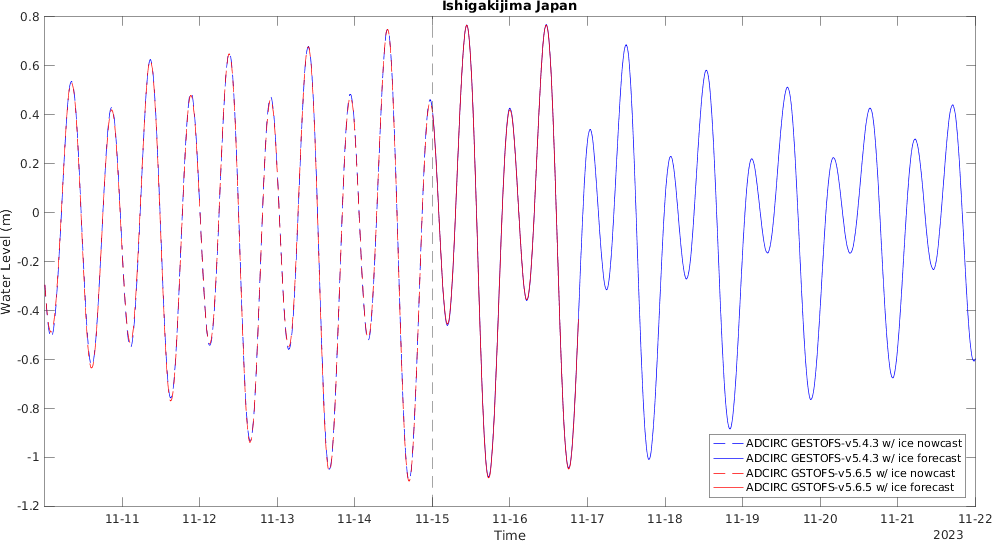 Ishigakijima Japan
0.8
0.6
0.4
0.2
0
-0.2
-0.4
-0.6
-0.8
-1
-1.2
Water Level (m)
ADCIRC GESTOFS-v5.4.3 w/ ice nowcast
ADCIRC GESTOFS-v5.4.3 w/ ice forecast
ADCIRC GSTOFS-v5.6.5 w/ ice nowcast
ADCIRC GSTOFS-v5.6.5 w/ ice forecast
11-11 11-12 11-13 11-14 11-15 11-16 11-17 11-18 11-19 11-20 11-21 11-22
Time
2023